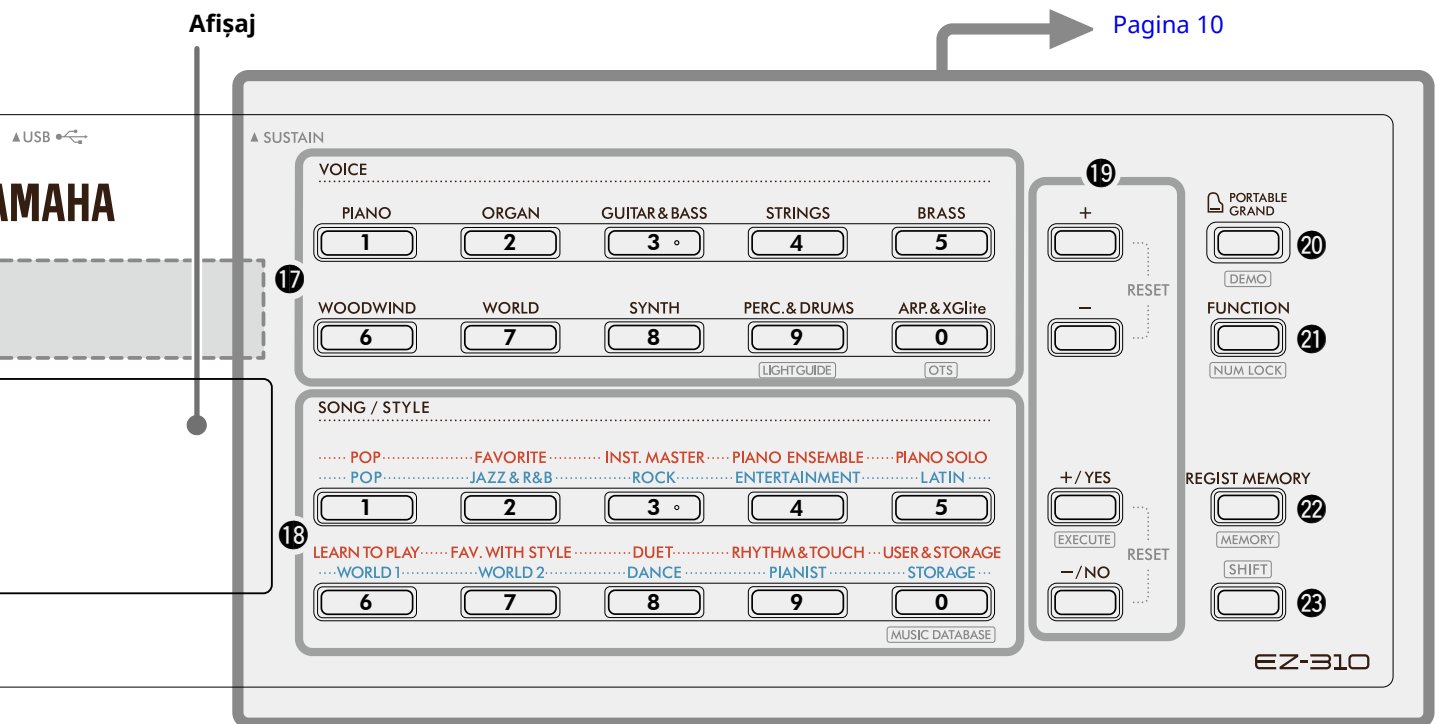 Afișaj
Pagina 10
▲USB
▲ SUSTAIN
AMAHA
VOICE
PIANO ORGAN GUITAR & BASS STRINGS BRASS
1 2 3 4 5
⓱
WOODWIND WORLD SYNTH PERC. & DRUMS ARP. & XGlite
6 7 8 9 0
LIGHTGUIDE OTS
SONG / STYLE
POP FAVORITE INST. MASTER PIANO ENSEMBLE PIANO SOLO
POP JAZZ & R&B ROCK ENTERTAINMENT LATIN
1 2 3 4 5
⓲
LEARN TO PLAY FAV. WITH STYLE DUET RHYTHM & TOUCH USER & STORAGE
WORLD 1 WORLD 2 DANCE PIANIST STORAGE
6 7 8 9 0
MUSIC DATABASE
⓳
+
RESET
−
+/YES
EXECUTE
RESET
−/NO
PORTABLE
GRAND
⓴
DEMO
FUNCTION
㉑
NUM LOCK
REGIST MEMORY
㉒
MEMORY
SHIFT
㉓
EZ-310